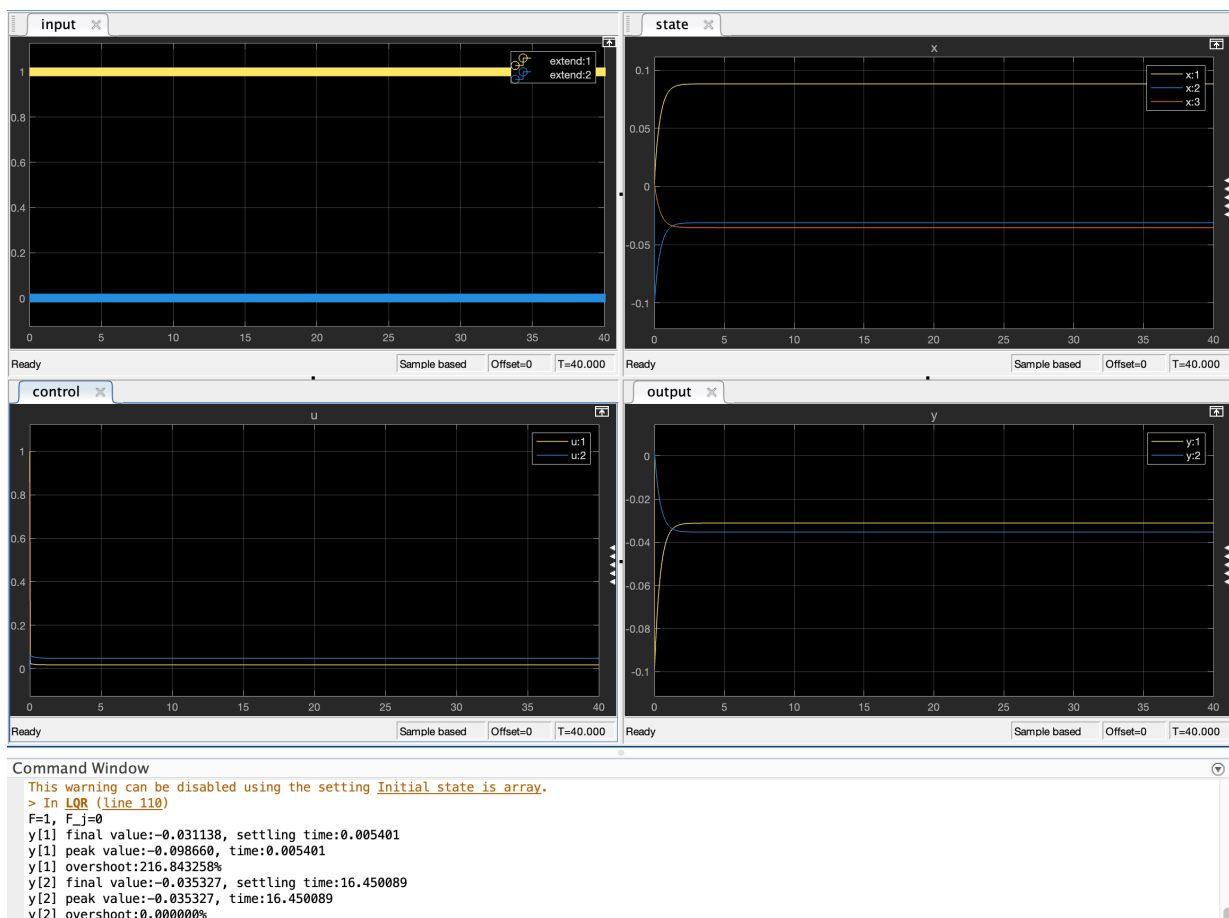 input
extend:1
extend:2
1
0.8
0.6
0.4
0.2
0
0 5 10 15 20 25 30 35 40
Ready Sample based Offset=0 T=40.000
state
x
x:1
x:2
x:3
0.1
0.05
0
-0.05
-0.1
0 5 10 15 20 25 30 35 40
Ready Sample based Offset=0 T=40.000
control
u
u:1
u:2
1
0.8
0.6
0.4
0.2
0
0 5 10 15 20 25 30 35 40
Ready Sample based Offset=0 T=40.000
output
y
y:1
y:2
0
-0.02
-0.04
-0.06
-0.08
-0.1
0 5 10 15 20 25 30 35 40
Ready Sample based Offset=0 T=40.000
Command Window
This warning can be disabled using the setting Initial state is array.
> In LQR (line 110)
F=1, F_j=0
y[1] final value:-0.031138, settling time:0.005401
y[1] peak value:-0.098660, time:0.005401
y[1] overshoot:216.843258%
y[2] final value:-0.035327, settling time:16.450089
y[2] peak value:-0.035327, time:16.450089
y[2] overshoot:0.000000%